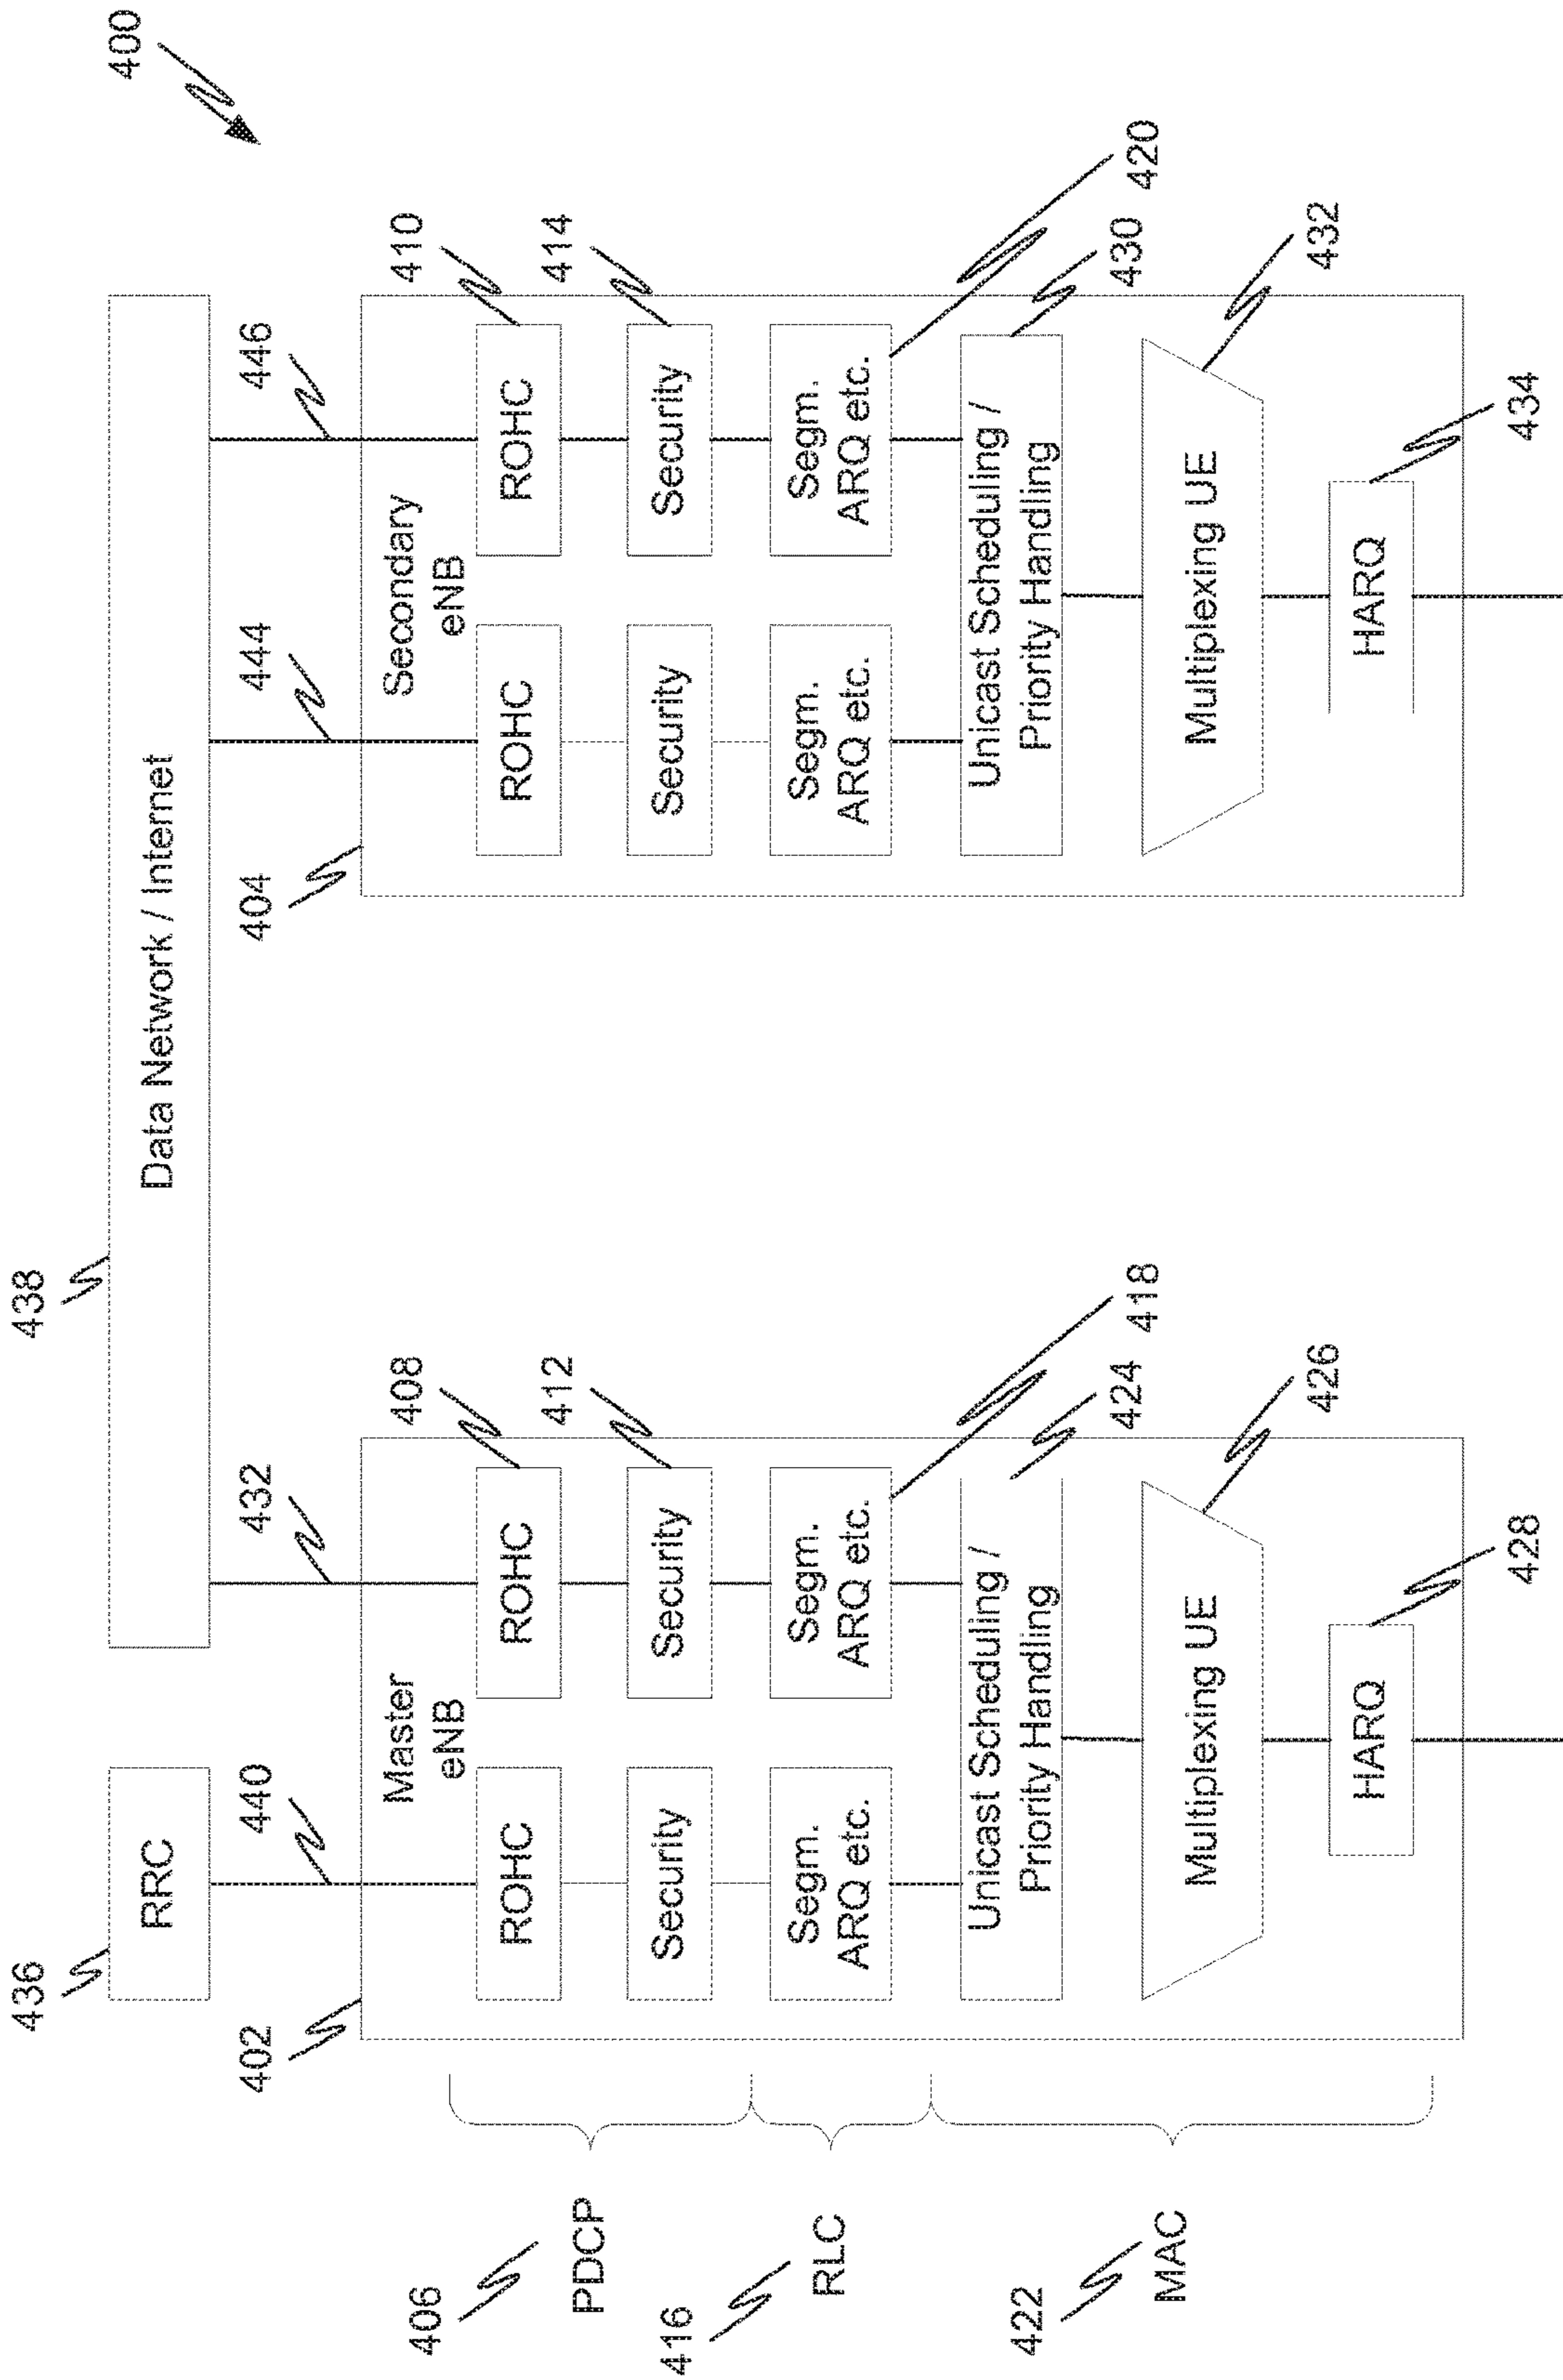 436
438
400
RRC
Data Network / Internet
402
440
432
404
444
446
Master
eNB
408
Secondary
eNB
410
406
PDCP
ROHC
ROHC
ROHC
ROHC
412
414
Security
Security
Security
Security
416
RLC
Segm.
ARQ etc.
Segm.
ARQ etc.
Segm.
ARQ etc.
Segm.
ARQ etc.
418
420
422
MAC
Unicast Scheduling /
Priority Handling
424
Unicast Scheduling /
Priority Handling
430
Multiplexing UE
426
Multiplexing UE
432
HARQ
428
HARQ
434